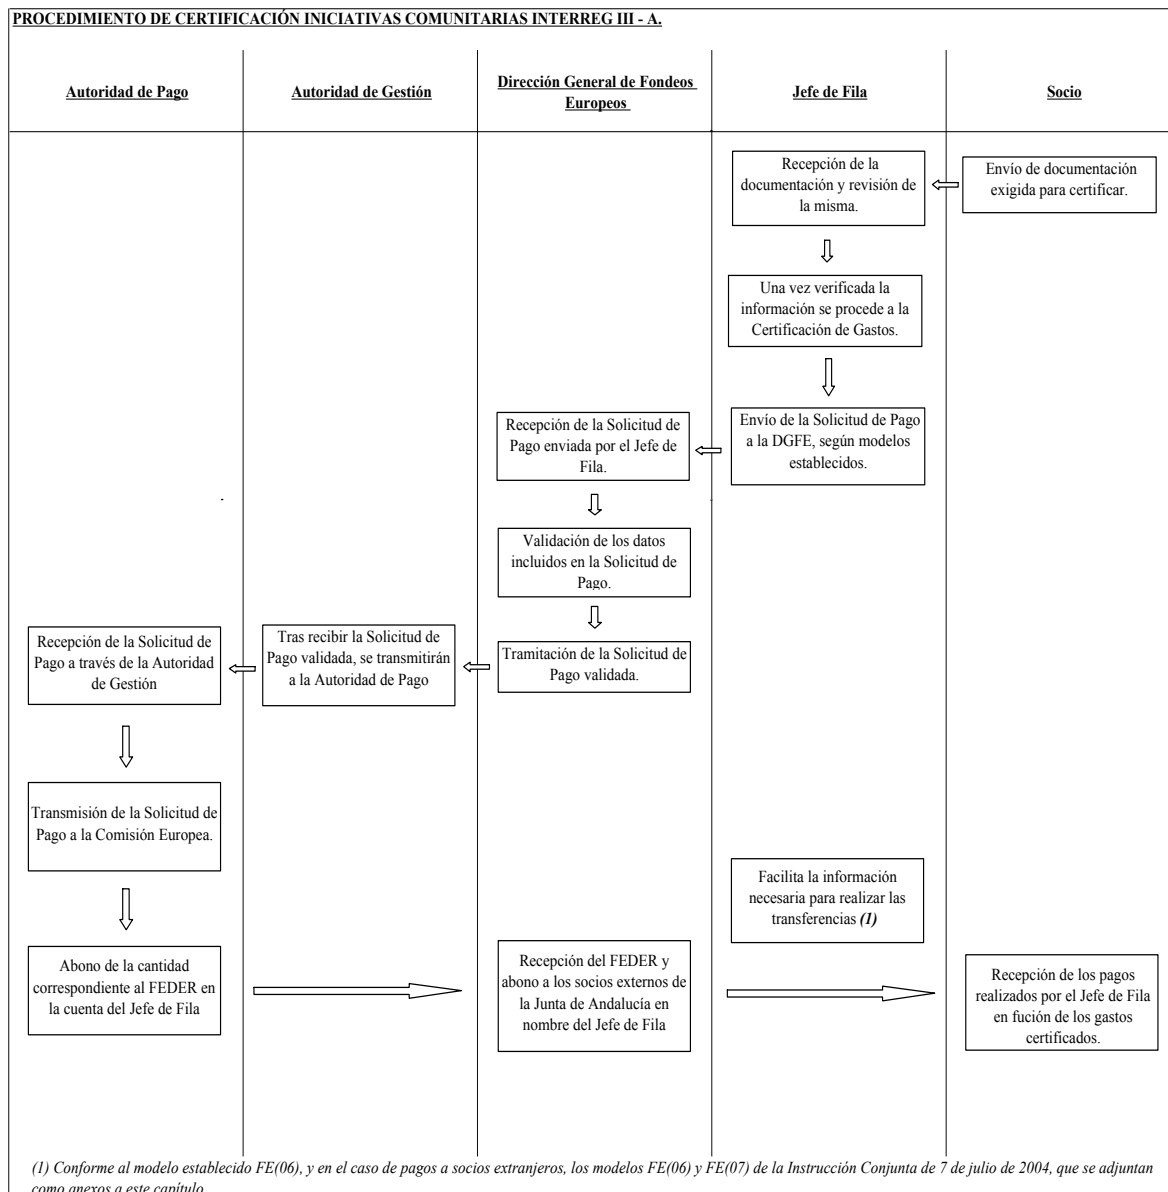 PROCEDIMIENTO DE CERTIFICACIÓN INICIATIVAS COMUNITARIAS INTERREG III - A.
Autoridad de Pago
Autoridad de Gestión
Dirección General de Fondeos
Europeos
Jefe de Fila
Socio
Recepción de la
documentación y revisión de
la misma.
Envío de documentación
exigida para certificar.
Una vez verificada la
información se procede a la
Certificación de Gastos.
Recepción de la Solicitud de
Pago enviada por el Jefe de
Fila.
Envío de la Solicitud de Pago
a la DGFE, según modelos
establecidos.
Validación de los datos
incluidos en la Solicitud de
Pago.
Recepción de la Solicitud de
Pago a través de la Autoridad
de Gestión
Tras recibir la Solicitud de
Pago validada, se transmitirán
a la Autoridad de Pago
Tramitación de la Solicitud de
Pago validada.
Transmisión de la Solicitud de
Pago a la Comisión Europea.
Facilita la información
necesaria para realizar las
transferencias (1)
Abono de la cantidad
correspondiente al FEDER en
la cuenta del Jefe de Fila
Recepción del FEDER y
abono a los socios externos de
la Junta de Andalucía en
nombre del Jefe de Fila
Recepción de los pagos
realizados por el Jefe de Fila
en fución de los gastos
certificados.
(1) Conforme al modelo establecido FE(06), y en el caso de pagos a socios extranjeros, los modelos FE(06) y FE(07) de la Instrucción Conjunta de 7 de julio de 2004, que se adjuntan
como anexos a este capítulo